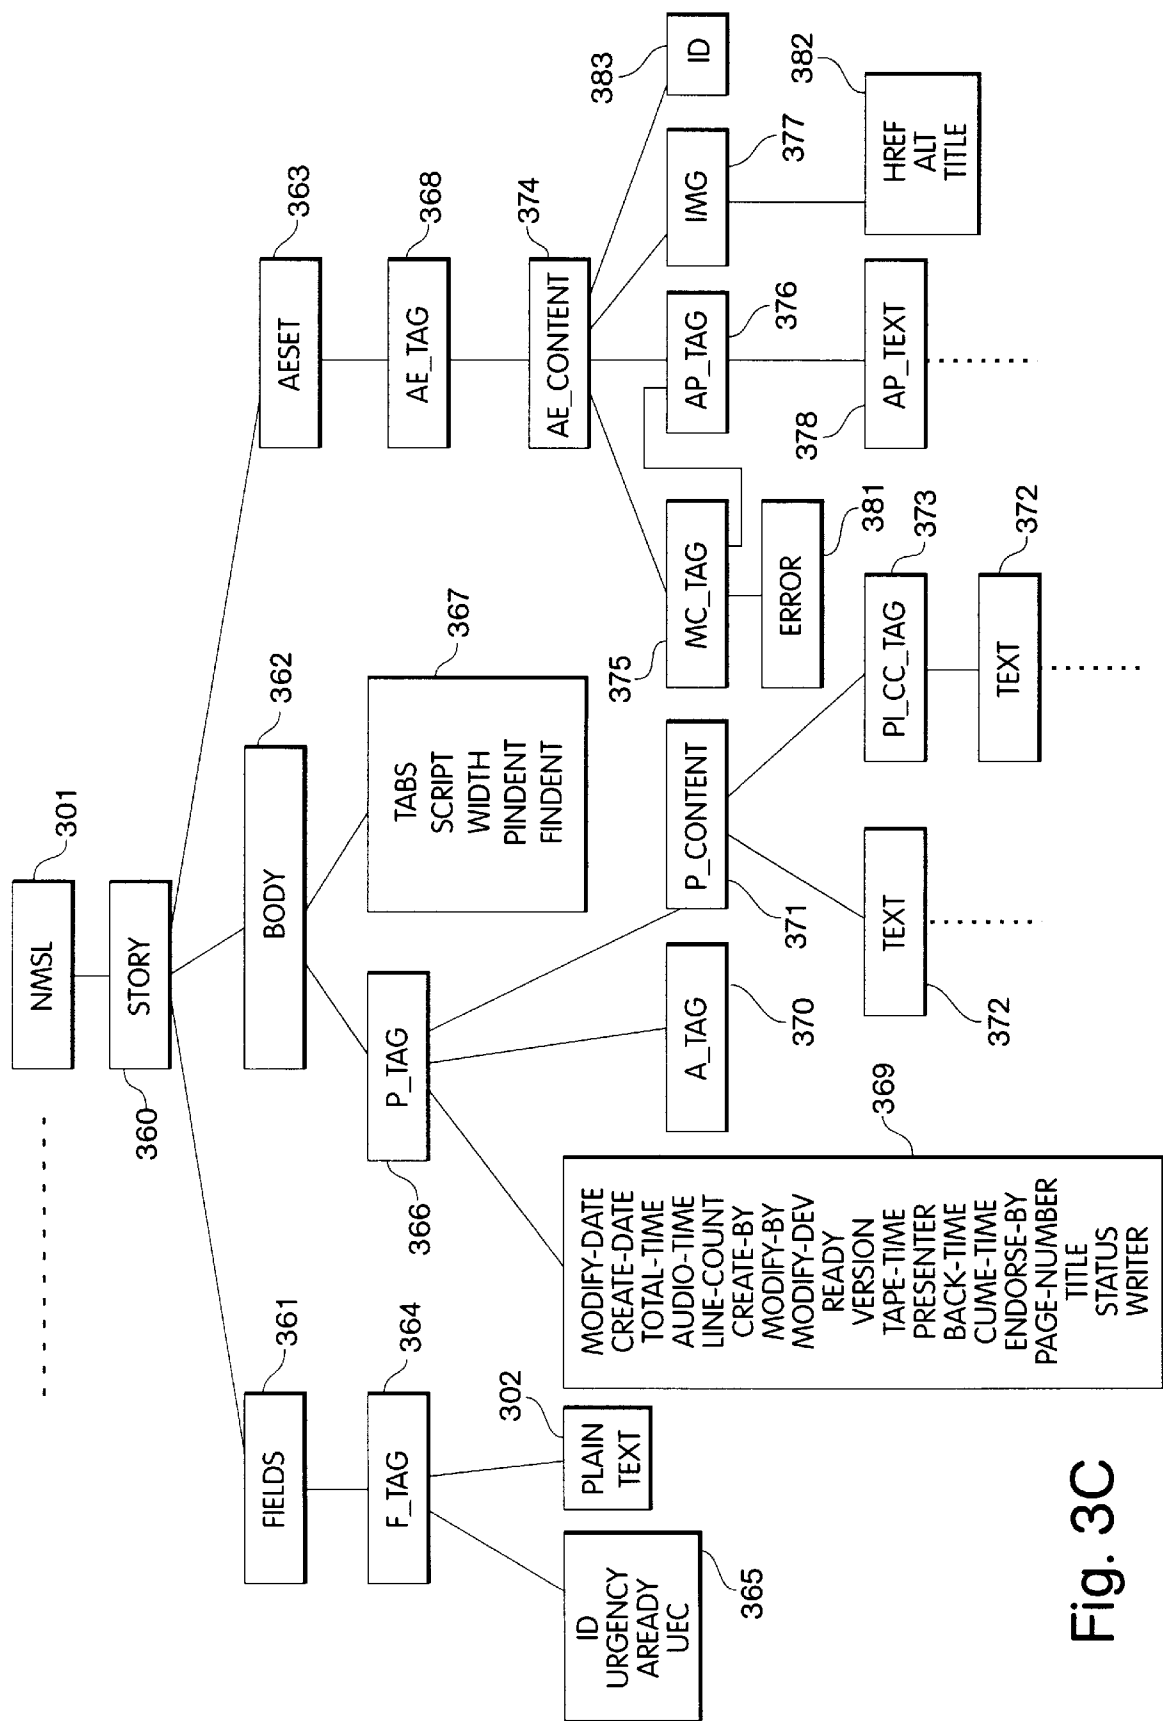 NMSL
301
STORY
360
FIELDS
361
BODY
362
AESET
363
F_TAG
364
P_TAG
366
TABS
SCRIPT
WIDTH
PINDENT
FINDENT
367
AE_TAG
368
ID
URGENCY
AREADY
UEC
365
PLAIN
TEXT
302
MODIFY-DATE
CREATE-DATE
TOTAL-TIME
AUDIO-TIME
LINE-COUNT
CREATE-BY
MODIFY-BY
MODIFY-DEV
READY
VERSION
TAPE-TIME
PRESENTER
BACK-TIME
CUME-TIME
ENDORSE-BY
PAGE-NUMBER
TITLE
STATUS
WRITER
369
AE_CONTENT
374
A_TAG
370
P_CONTENT
371
MC_TAG
375
AP_TAG
376
IMG
377
ID
383
ERROR
381
TEXT
372
PI_CC_TAG
373
TEXT
372
AP_TEXT
378
HREF
ALT
TITLE
382
Fig. 3C